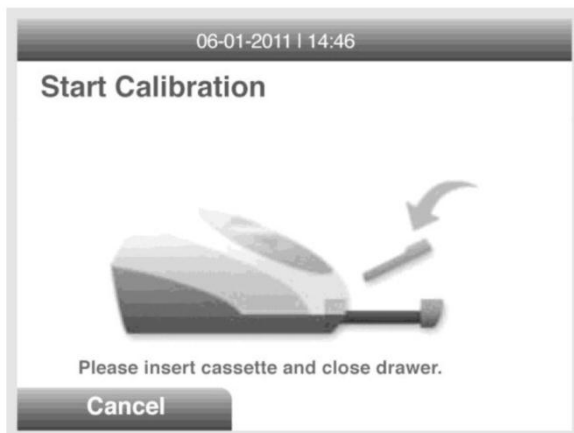 06-01-2011 | 14:46
Start Calibration
Please insert cassette and close drawer.
Cancel